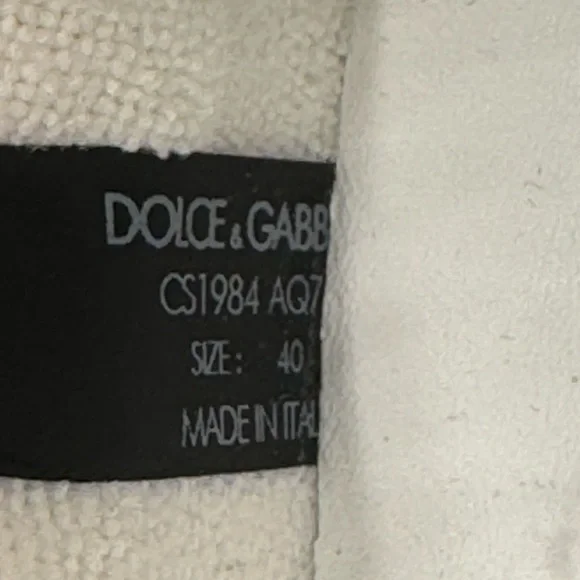 DOLCE & GABB
CS1984 AQ7
SIZE: 40
MADE IN ITAL